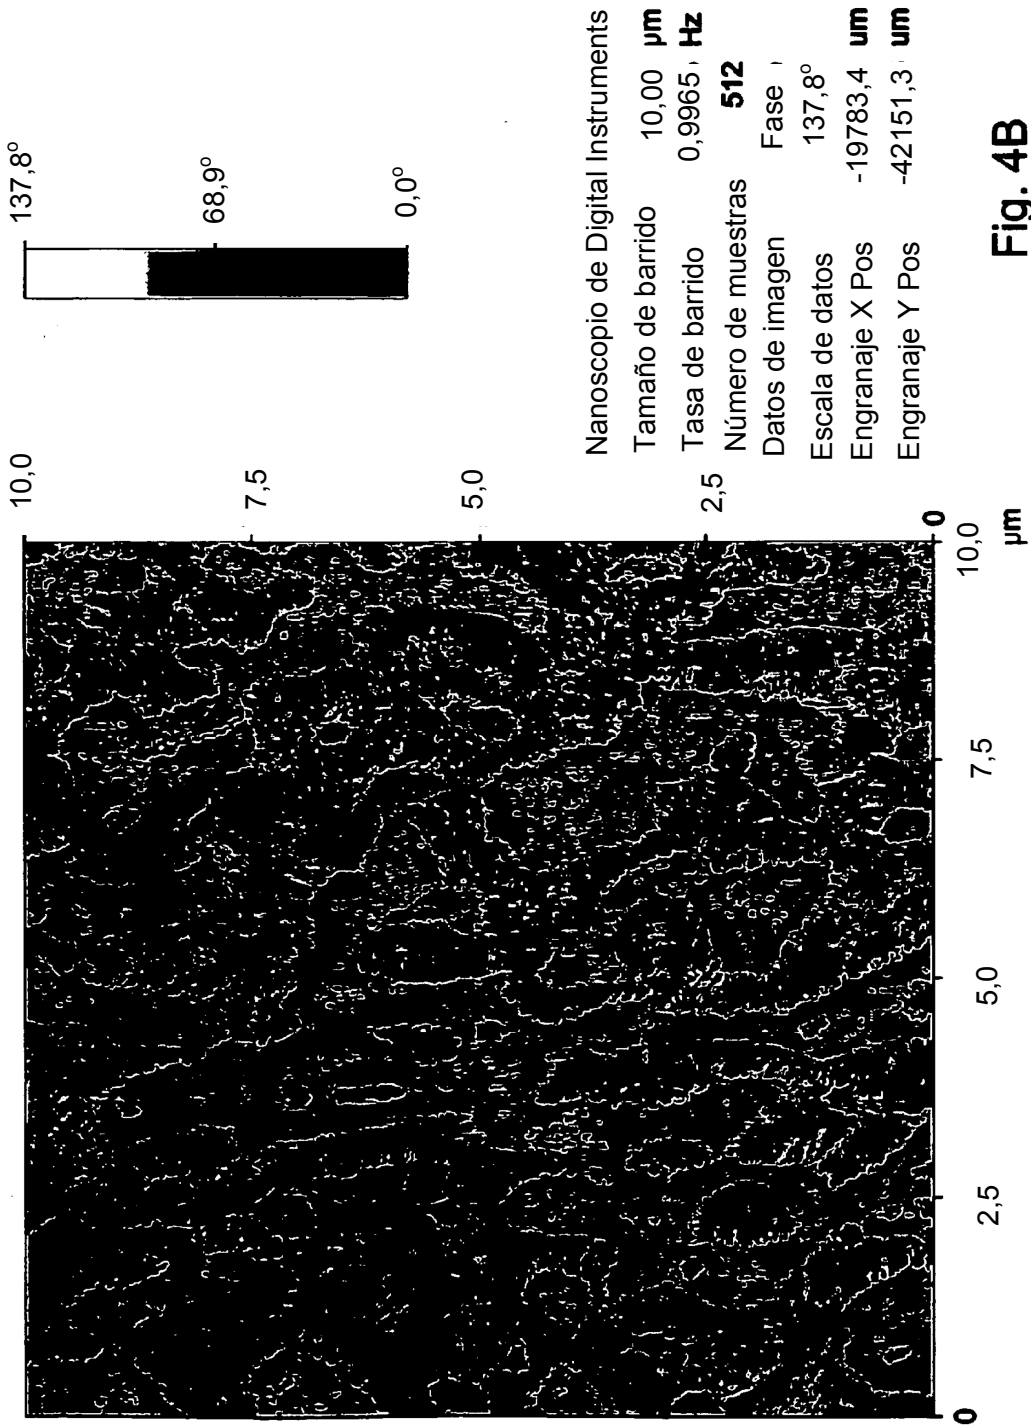 137,8°
68,9°
0,0°
10,0
7,5
5,0
2,5
0
0
2,5
5,0
7,5
10,0
µm
Nanoscopio de Digital Instruments
Tamaño de barrido 10,00 µm
Tasa de barrido 0,9965 Hz
Número de muestras 512
Datos de imagen Fase
Escala de datos 137,8°
Engranaje X Pos -19783,4 um
Engranaje Y Pos -42151,3 um
Fig. 4B